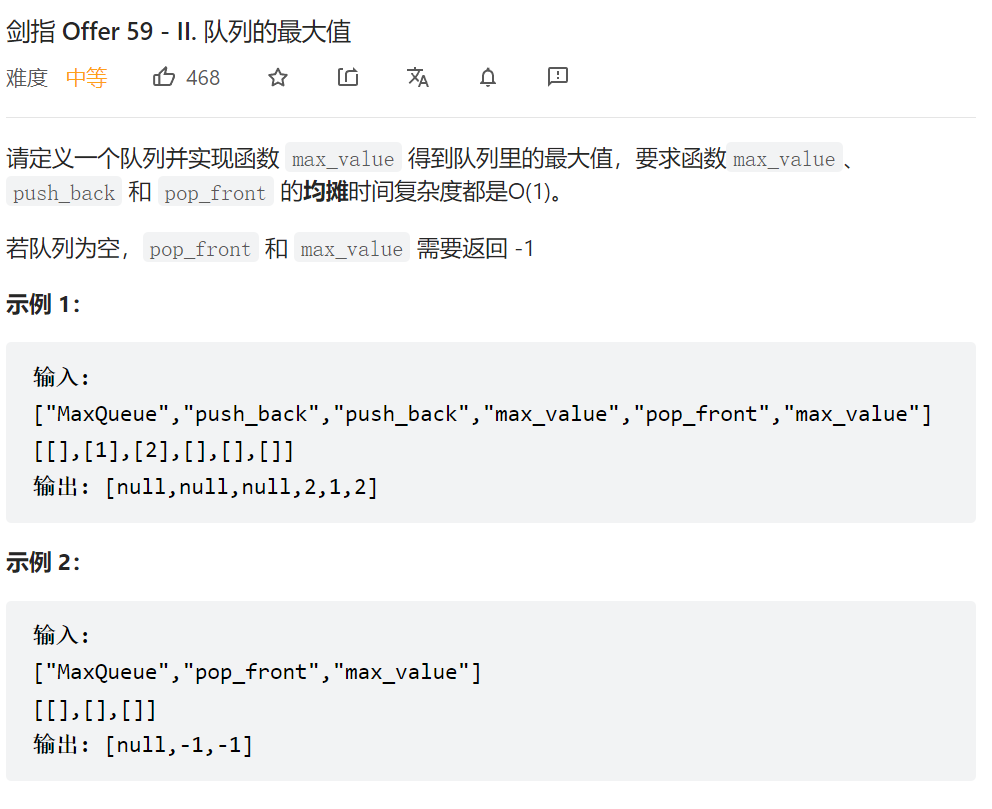 剑指 Offer 59 - II. 队列的最大值
难度 中等 468
请定义一个队列并实现函数 max_value 得到队列里的最大值，要求函数max_value、
push_back 和 pop_front 的均摊时间复杂度都是O(1)。
若队列为空，pop_front 和 max_value 需要返回 -1
示例 1：
输入:
["MaxQueue","push_back","push_back","max_value","pop_front","max_value"]
[[],[1],[2],[],[],[]]
输出: [null,null,null,2,1,2]
示例 2：
输入:
["MaxQueue","pop_front","max_value"]
[[],[],[]]
输出: [null,-1,-1]